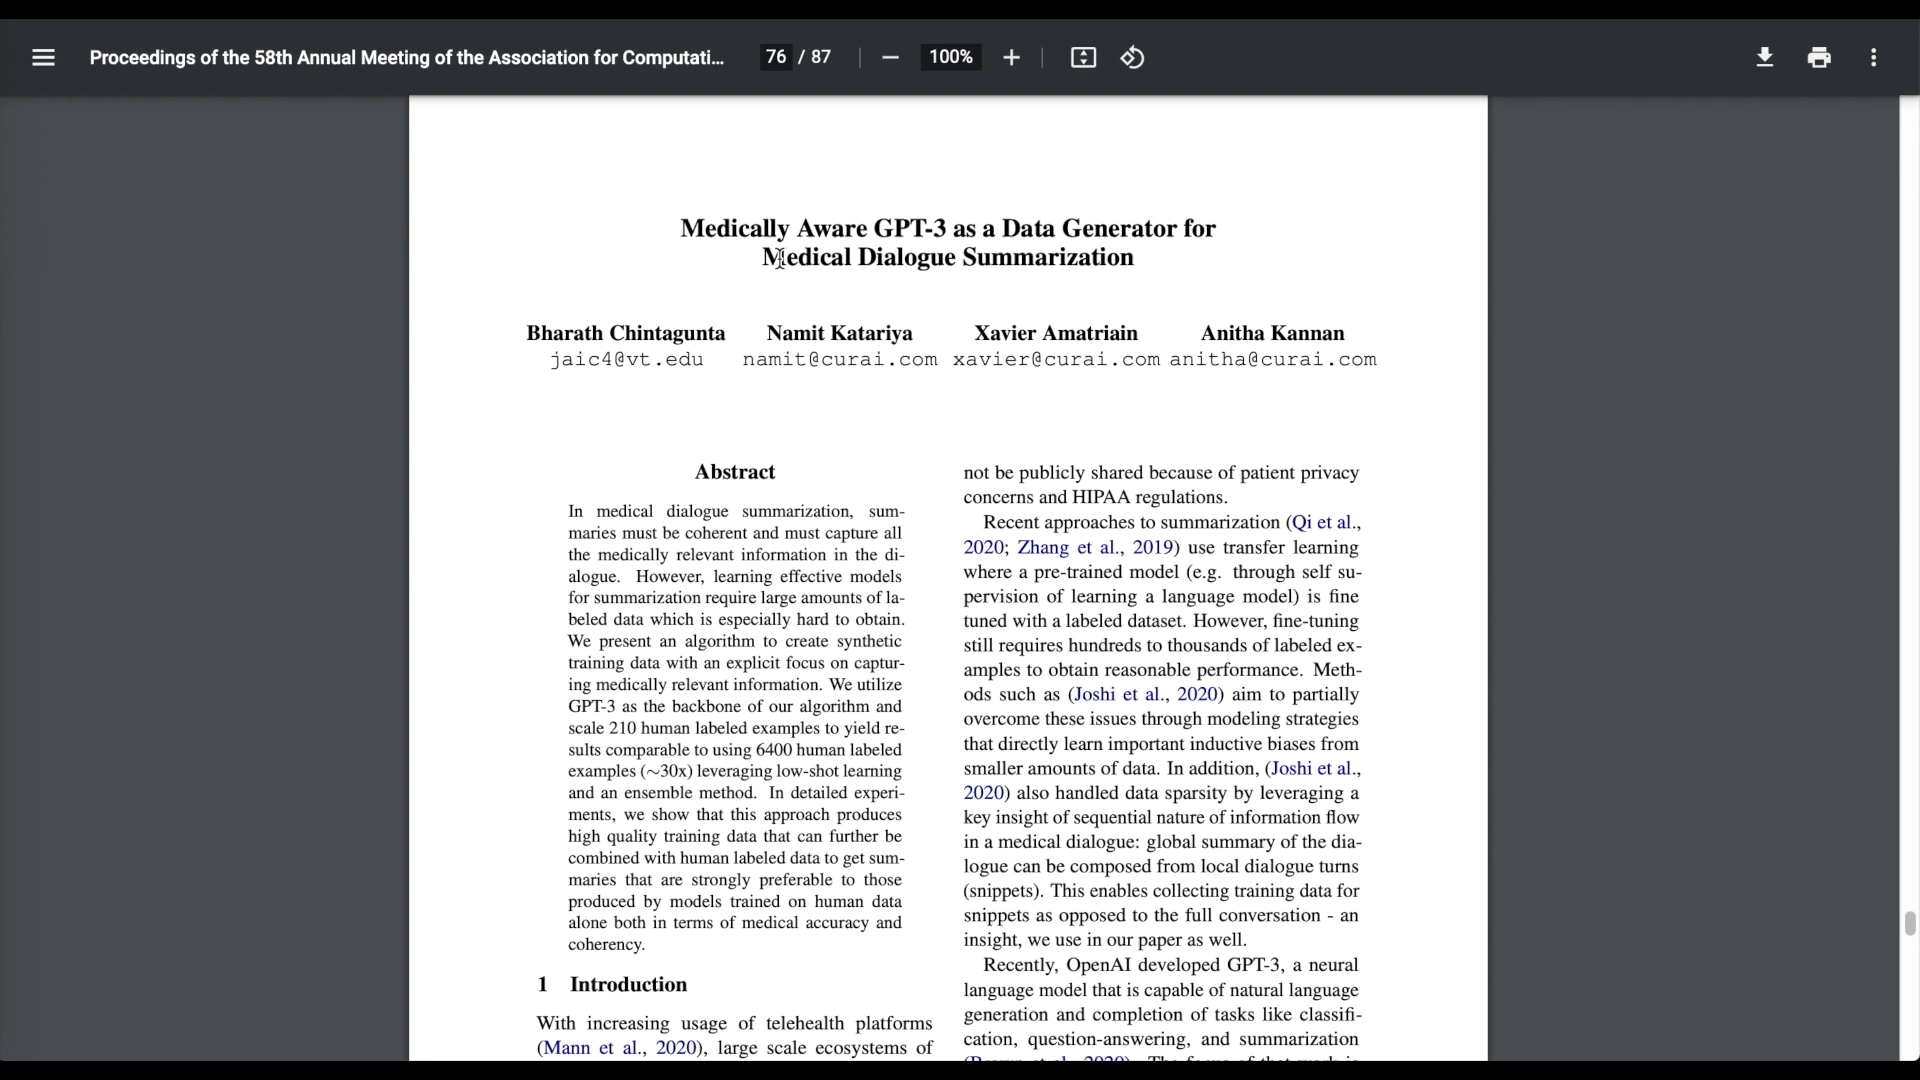 Proceedings of the 58th Annual Meeting of the Association for Computati...
76 / 87
100%
Medically Aware GPT-3 as a Data Generator for
Medical Dialogue Summarization
Bharath Chintagunta Namit Katariya Xavier Amatriain Anitha Kannan
jaic4@vt.edu namit@curai.com xavier@curai.com anitha@curai.com
Abstract
In medical dialogue summarization, sum-
maries must be coherent and must capture all
the medically relevant information in the di-
alogue. However, learning effective models
for summarization require large amounts of la-
beled data which is especially hard to obtain.
We present an algorithm to create synthetic
training data with an explicit focus on captur-
ing medically relevant information. We utilize
GPT-3 as the backbone of our algorithm and
scale 210 human labeled examples to yield re-
sults comparable to using 6400 human labeled
examples (~30x) leveraging low-shot learning
and an ensemble method. In detailed experi-
ments, we show that this approach produces
high quality training data that can further be
combined with human labeled data to get sum-
maries that are strongly preferable to those
produced by models trained on human data
alone both in terms of medical accuracy and
coherency.
1 Introduction
With increasing usage of telehealth platforms
(Mann et al., 2020), large scale ecosystems of
not be publicly shared because of patient privacy
concerns and HIPAA regulations.
Recent approaches to summarization (Qi et al.,
2020; Zhang et al., 2019) use transfer learning
where a pre-trained model (e.g. through self su-
pervision of learning a language model) is fine
tuned with a labeled dataset. However, fine-tuning
still requires hundreds to thousands of labeled ex-
amples to obtain reasonable performance. Meth-
ods such as (Joshi et al., 2020) aim to partially
overcome these issues through modeling strategies
that directly learn important inductive biases from
smaller amounts of data. In addition, (Joshi et al.,
2020) also handled data sparsity by leveraging a
key insight of sequential nature of information flow
in a medical dialogue: global summary of the dia-
logue can be composed from local dialogue turns
(snippets). This enables collecting training data for
snippets as opposed to the full conversation - an
insight, we use in our paper as well.
Recently, OpenAI developed GPT-3, a neural
language model that is capable of natural language
generation and completion of tasks like classifi-
cation, question-answering, and summarization